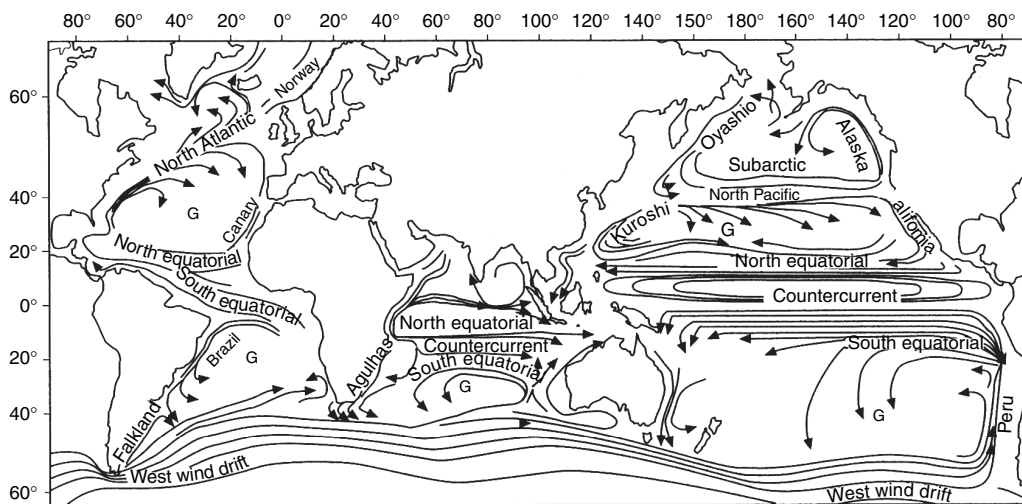 80° 60° 40° 20° 0° 20° 40° 60° 80° 100° 120° 140° 150° 180° 160° 140° 120° 100° 80°
60°
40°
20°
0°
20°
40°
60°
Norway
North Atlantic
Oyashio
Alaska
Subarctic
North Pacific
G
Canary
Kuroshi
G
alifornia
North equatorial
North equatorial
South equatorial
Countercurrent
North equatorial
Countercurrent
South equatorial
South equatorial
Brazil
G
Agulhas
G
G
Falkland
Peru
West wind drift
West wind drift